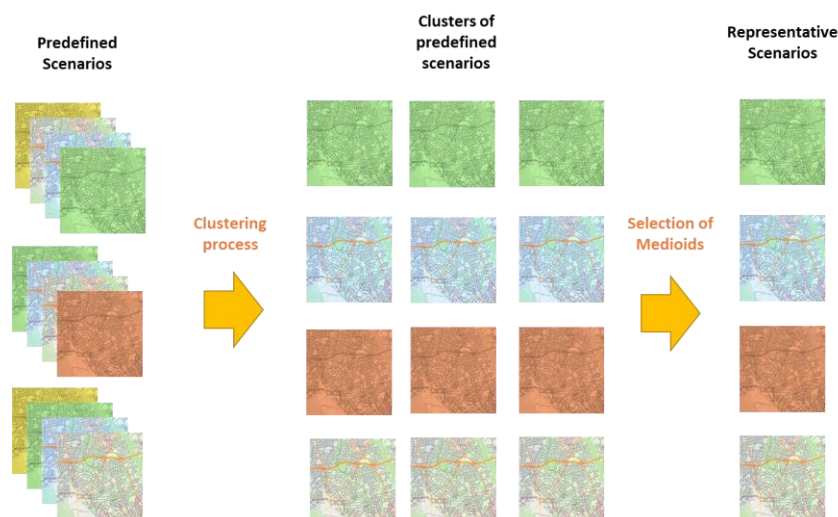 Predefined
Scenarios
Clusters of
predefined
scenarios
Representative
Scenarios
Clustering
process
Selection of
Medioids